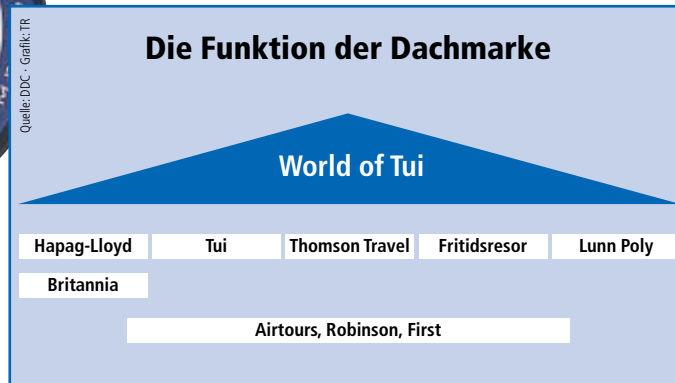 Quelle: DDC · Grafik: TR
Die Funktion der Dachmarke
World of Tui
Hapag-Lloyd
Tui
Thomson Travel
Fritidsresor
Lunn Poly
Britannia
Airtours, Robinson, First